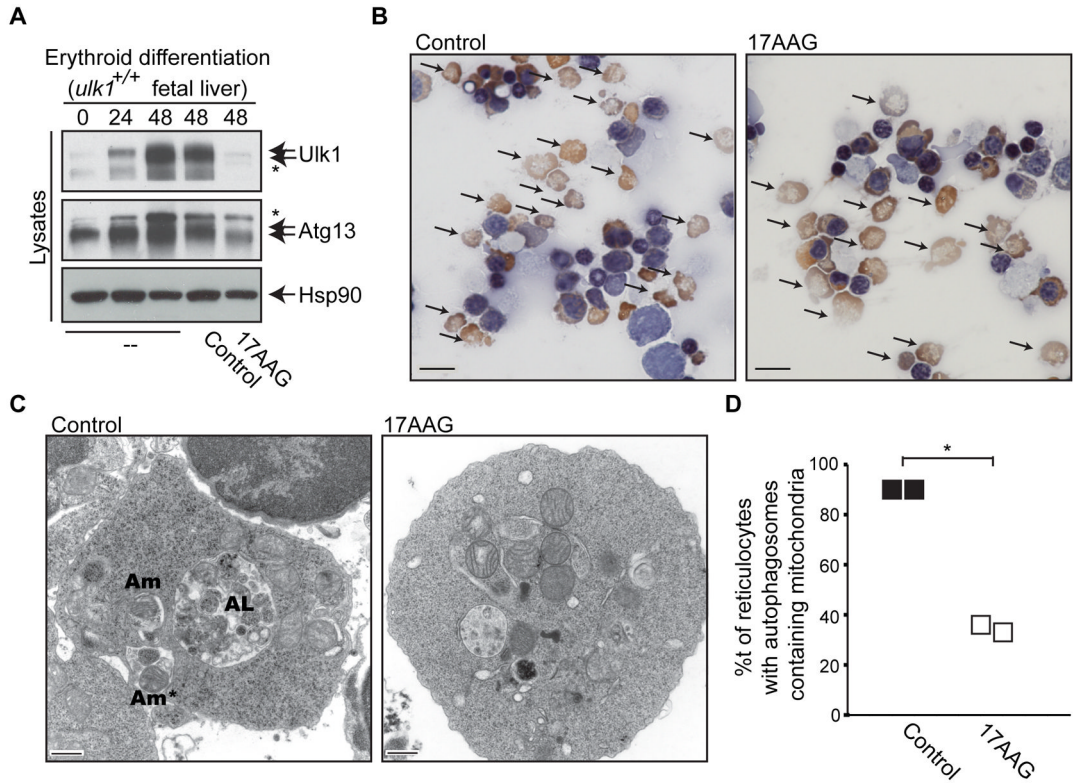 A
Erythroid differentiation
(ulk1+/+ fetal liver)
0 24 48 48 48
Lysates
Ulk1
*
*
Atg13
Hsp90
--
Control
17AAG
B
Control
17AAG
C
Control
17AAG
Am
AL
Am*
D
%t of reticulocytes
with autophagosomes
containing mitochondria
100
80
60
40
20
0
*
Control
17AAG